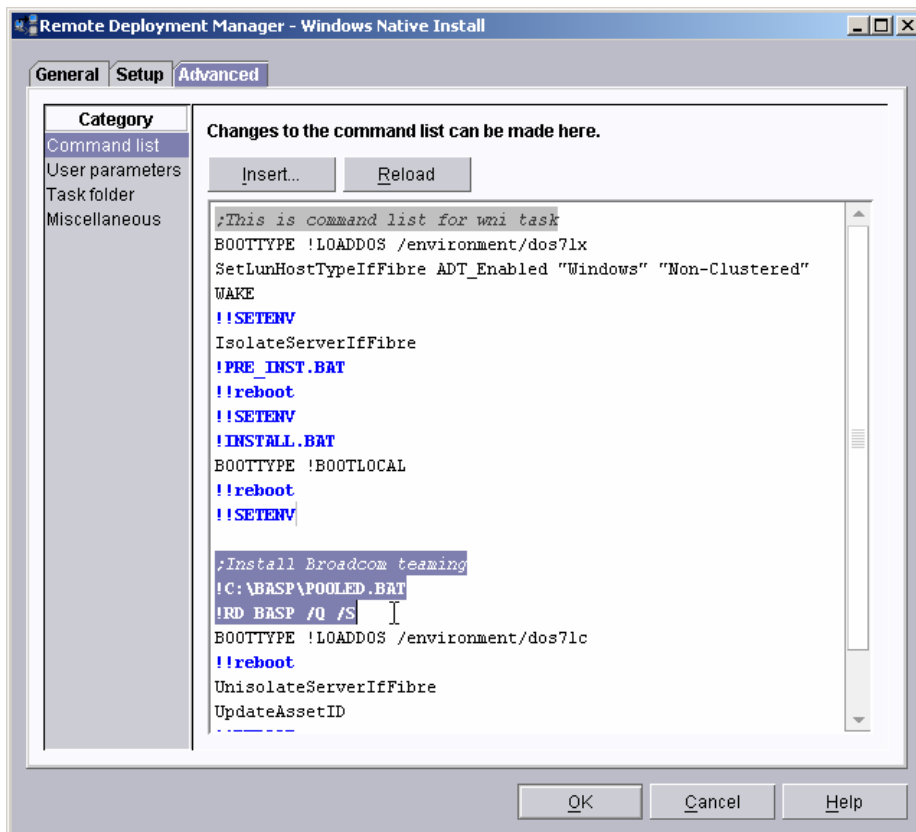 Remote Deployment Manager - Windows Native Install
General Setup Advanced
Category
Command list
User parameters
Task folder
Miscellaneous
Changes to the command list can be made here.
Insert... Reload
;This is command list for wni task
BOOTTYPE !LOADDOS /environment/dos71x
SetLunHostTypeIfFibre ADT_Enabled "Windows" "Non-Clustered"
WAKE
!!SETENV
IsolateServerIfFibre
!PRE_INST.BAT
!!reboot
!!SETENV
!INSTALL.BAT
BOOTTYPE !BOOTLOCAL
!!reboot
!!SETENV
;Install Broadcom teaming
!C:\BASP\POOLED.BAT
!RD BASP /Q /S
BOOTTYPE !LOADDOS /environment/dos71c
!!reboot
UnisolateServerIfFibre
UpdateAssetID
OK Cancel Help